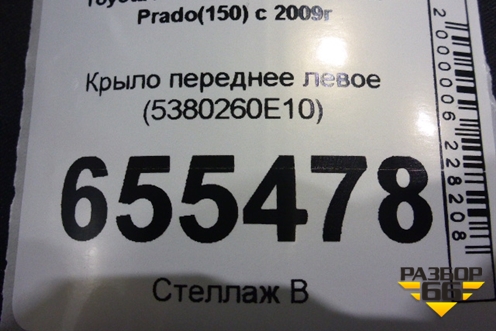 Prado(150) с 2009г
Крыло переднее левое
(5380260E10)
655478
Стеллаж В
2000006228208
РАЗБОР
66